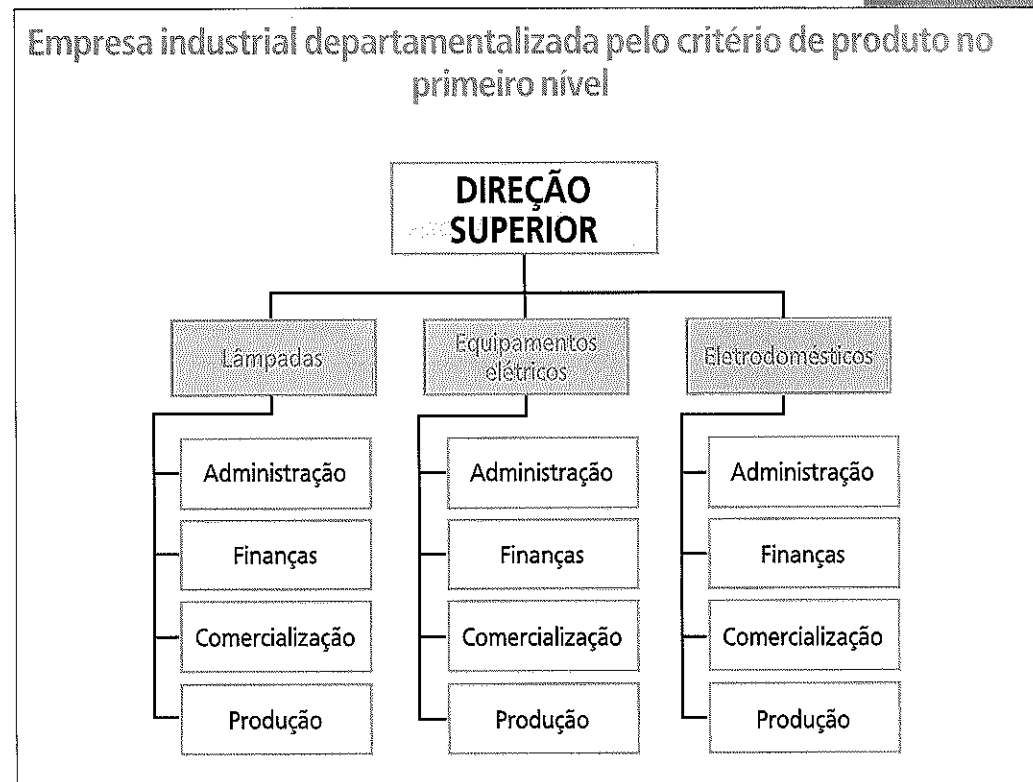 Empresa industrial departamentalizada pelo critério de produto no
primeiro nível
DIREÇÃO
SUPERIOR
Lâmpadas
Administração
Finanças
Comercialização
Produção
Equipamentos
elétricos
Administração
Finanças
Comercialização
Produção
Eletrodomésticos
Administração
Finanças
Comercialização
Produção